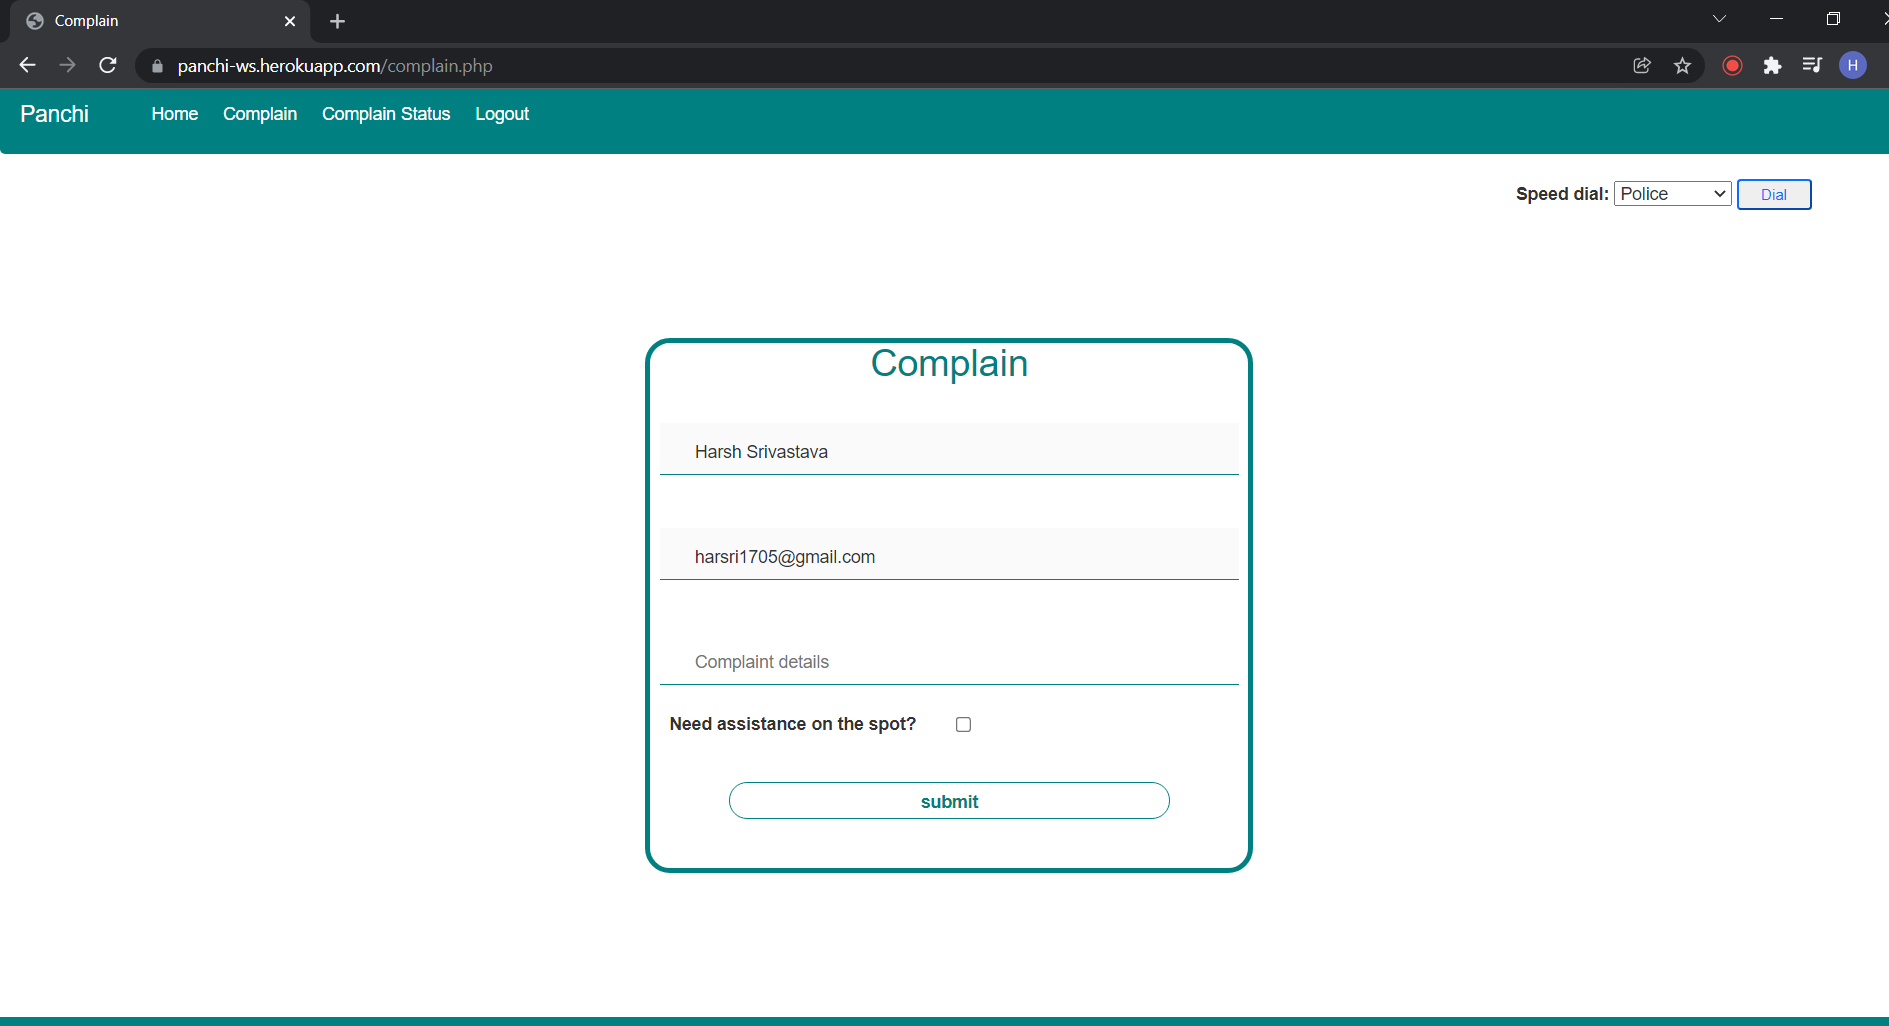 Complain
panchi-ws.herokuapp.com/complain.php
H
Panchi Home Complain Complain Status Logout
Speed dial: Police Dial
Complain
Harsh Srivastava
harsri1705@gmail.com
Complaint details
Need assistance on the spot?
submit